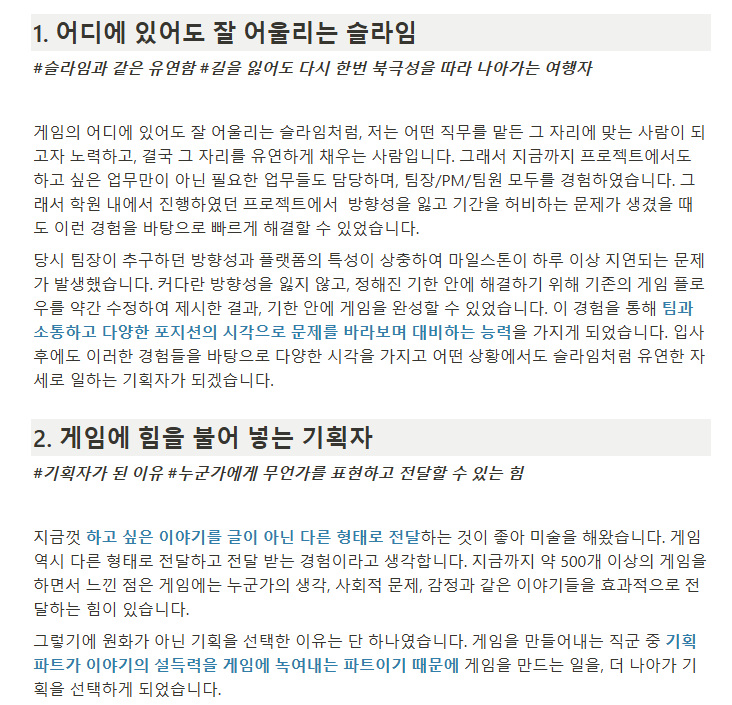 1. 어디에 있어도 잘 어울리는 슬라임
#슬라임과 같은 유연함 #길을 잃어도 다시 한번 북극성을 따라 나아가는 여행자
게임의 어디에 있어도 잘 어울리는 슬라임처럼, 저는 어떤 직무를 맡든 그 자리에 맞는 사람이 되
고자 노력하고, 결국 그 자리를 유연하게 채우는 사람입니다. 그래서 지금까지 프로젝트에서도
하고 싶은 업무만이 아닌 필요한 업무들도 담당하며, 팀장/PM/팀원 모두를 경험하였습니다. 그
래서 학원 내에서 진행하였던 프로젝트에서  방향성을 잃고 기간을 허비하는 문제가 생겼을 때
도 이런 경험을 바탕으로 빠르게 해결할 수 있었습니다.
당시 팀장이 추구하던 방향성과 플랫폼의 특성이 상충하여 마일스톤이 하루 이상 지연되는 문제
가 발생했습니다. 커다란 방향성을 잃지 않고, 정해진 기한 안에 해결하기 위해 기존의 게임 플로
우를 약간 수정하여 제시한 결과, 기한 안에 게임을 완성할 수 있었습니다. 이 경험을 통해 팀과
소통하고 다양한 포지션의 시각으로 문제를 바라보며 대비하는 능력을 가지게 되었습니다. 입사
후에도 이러한 경험들을 바탕으로 다양한 시각을 가지고 어떤 상황에서도 슬라임처럼 유연한 자
세로 일하는 기획자가 되겠습니다.
2. 게임에 힘을 불어 넣는 기획자
#기획자가 된 이유 #누군가에게 무언가를 표현하고 전달할 수 있는 힘
지금껏 하고 싶은 이야기를 글이 아닌 다른 형태로 전달하는 것이 좋아 미술을 해왔습니다. 게임
역시 다른 형태로 전달하고 전달 받는 경험이라고 생각합니다. 지금까지 약 500개 이상의 게임을
하면서 느낀 점은 게임에는 누군가의 생각, 사회적 문제, 감정과 같은 이야기들을 효과적으로 전
달하는 힘이 있습니다.
그렇기에 원화가 아닌 기획을 선택한 이유는 단 하나였습니다. 게임을 만들어내는 직군 중 기획
파트가 이야기의 설득력을 게임에 녹여내는 파트이기 때문에 게임을 만드는 일을, 더 나아가 기
획을 선택하게 되었습니다.